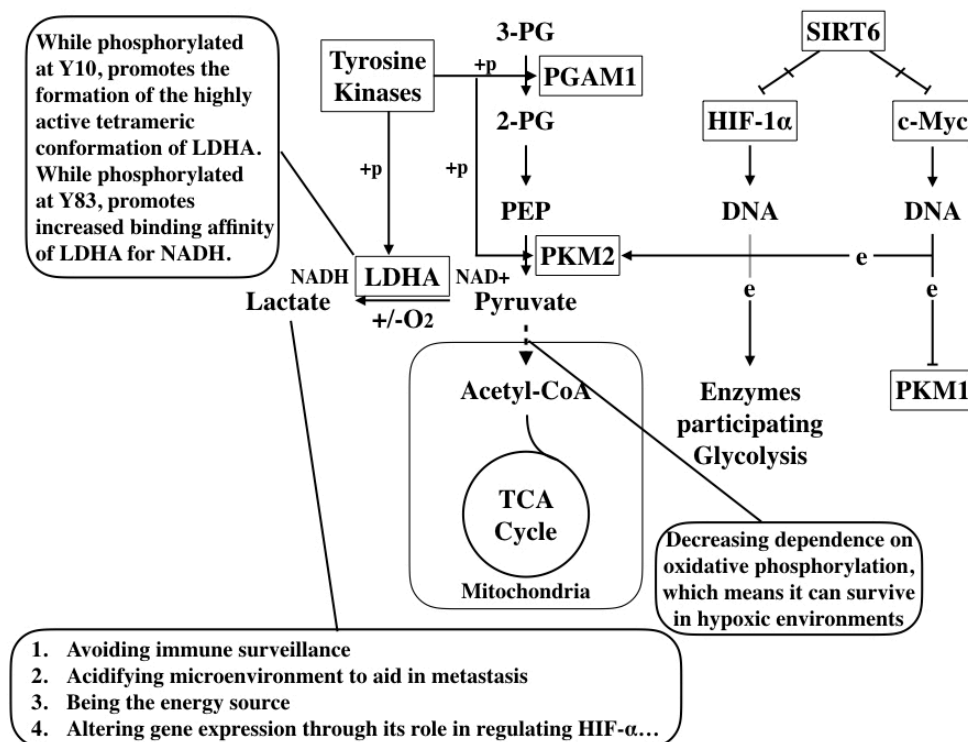 While phosphorylated
at Y10, promotes the
formation of the highly
active tetrameric
conformation of LDHA.
While phosphorylated
at Y83, promotes
increased binding affinity
of LDHA for NADH.
Tyrosine
Kinases
+p
+p
+p
3-PG
PGAM1
2-PG
PEP
PKM2
NADH
LDHA
NAD+
Lactate
+/-O2
Pyruvate
SIRT6
HIF-1α
c-Myc
DNA
DNA
e
e
e
Enzymes
participating
Glycolysis
PKM1
Acetyl-CoA
TCA
Cycle
Mitochondria
Decreasing dependence on
oxidative phosphorylation,
which means it can survive
in hypoxic environments
1. Avoiding immune surveillance
2. Acidifying microenvironment to aid in metastasis
3. Being the energy source
4. Altering gene expression through its role in regulating HIF-α…